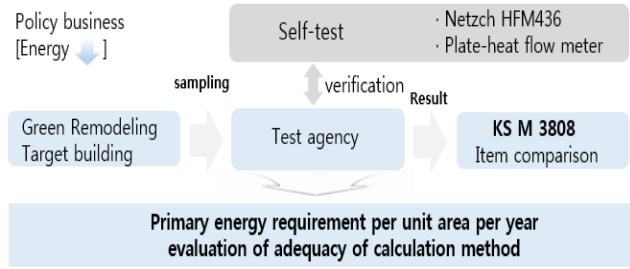 Policy business
[Energy ]
Self-test
· Netzch HFM436
· Plate-heat flow meter
sampling
verification
Result
Green Remodeling
Target building
Test agency
KS M 3808
Item comparison
Primary energy requirement per unit area per year
evaluation of adequacy of calculation method